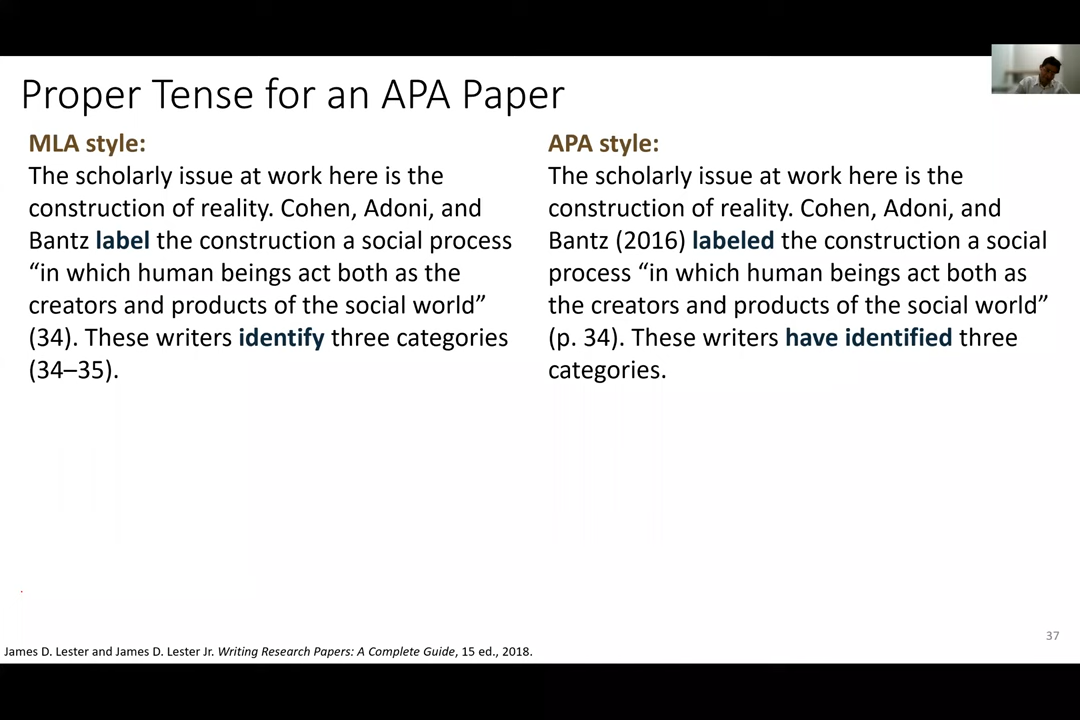 Proper Tense for an APA Paper
MLA style:
The scholarly issue at work here is the
construction of reality. Cohen, Adoni, and
Bantz label the construction a social process
“in which human beings act both as the
creators and products of the social world”
(34). These writers identify three categories
(34–35).
APA style:
The scholarly issue at work here is the
construction of reality. Cohen, Adoni, and
Bantz (2016) labeled the construction a social
process “in which human beings act both as
the creators and products of the social world”
(p. 34). These writers have identified three
categories.
37
James D. Lester and James D. Lester Jr. Writing Research Papers: A Complete Guide, 15 ed., 2018.